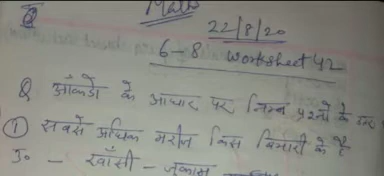 Maths
22/8/20
6-8 Worksheet 42
Q आँकडो के आधार पर निम्न प्रश्नो के उत्तर
① सबसे अधिक मरीज किस बिमारी के है
उ० - खाँसी - जुकाम